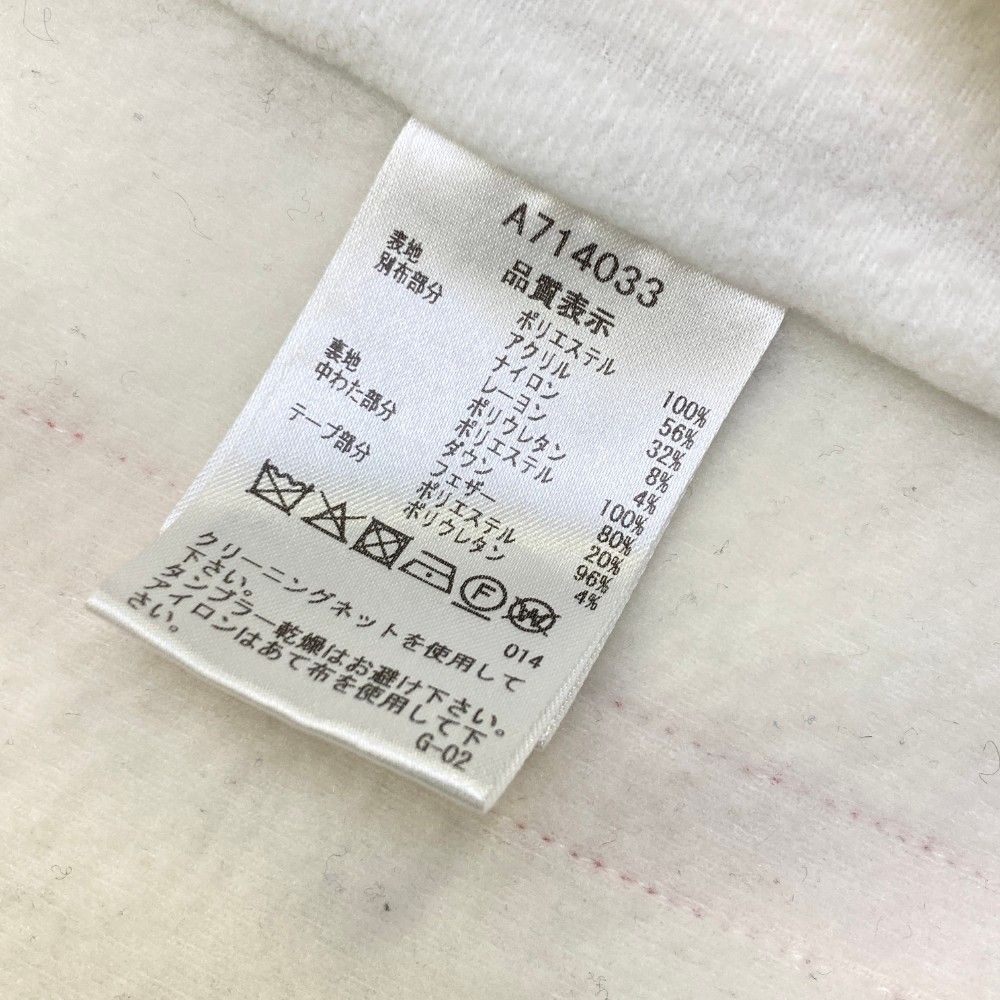 A714033
品質表示
表地 ポリエステル 100%
別布部分 アクリル 56%
ナイロン 32%
レーヨン 8%
ポリウレタン 4%
裏地 ポリエステル 100%
中わた部分 ダウン 80%
フェザー 20%
テープ部分 ポリエステル 96%
ポリウレタン 4%
F W
014
クリーニングネットを使用して
下さい。
タンブラー乾燥はお避け下さい。
アイロンはあて布を使用して下
さい。
G-02